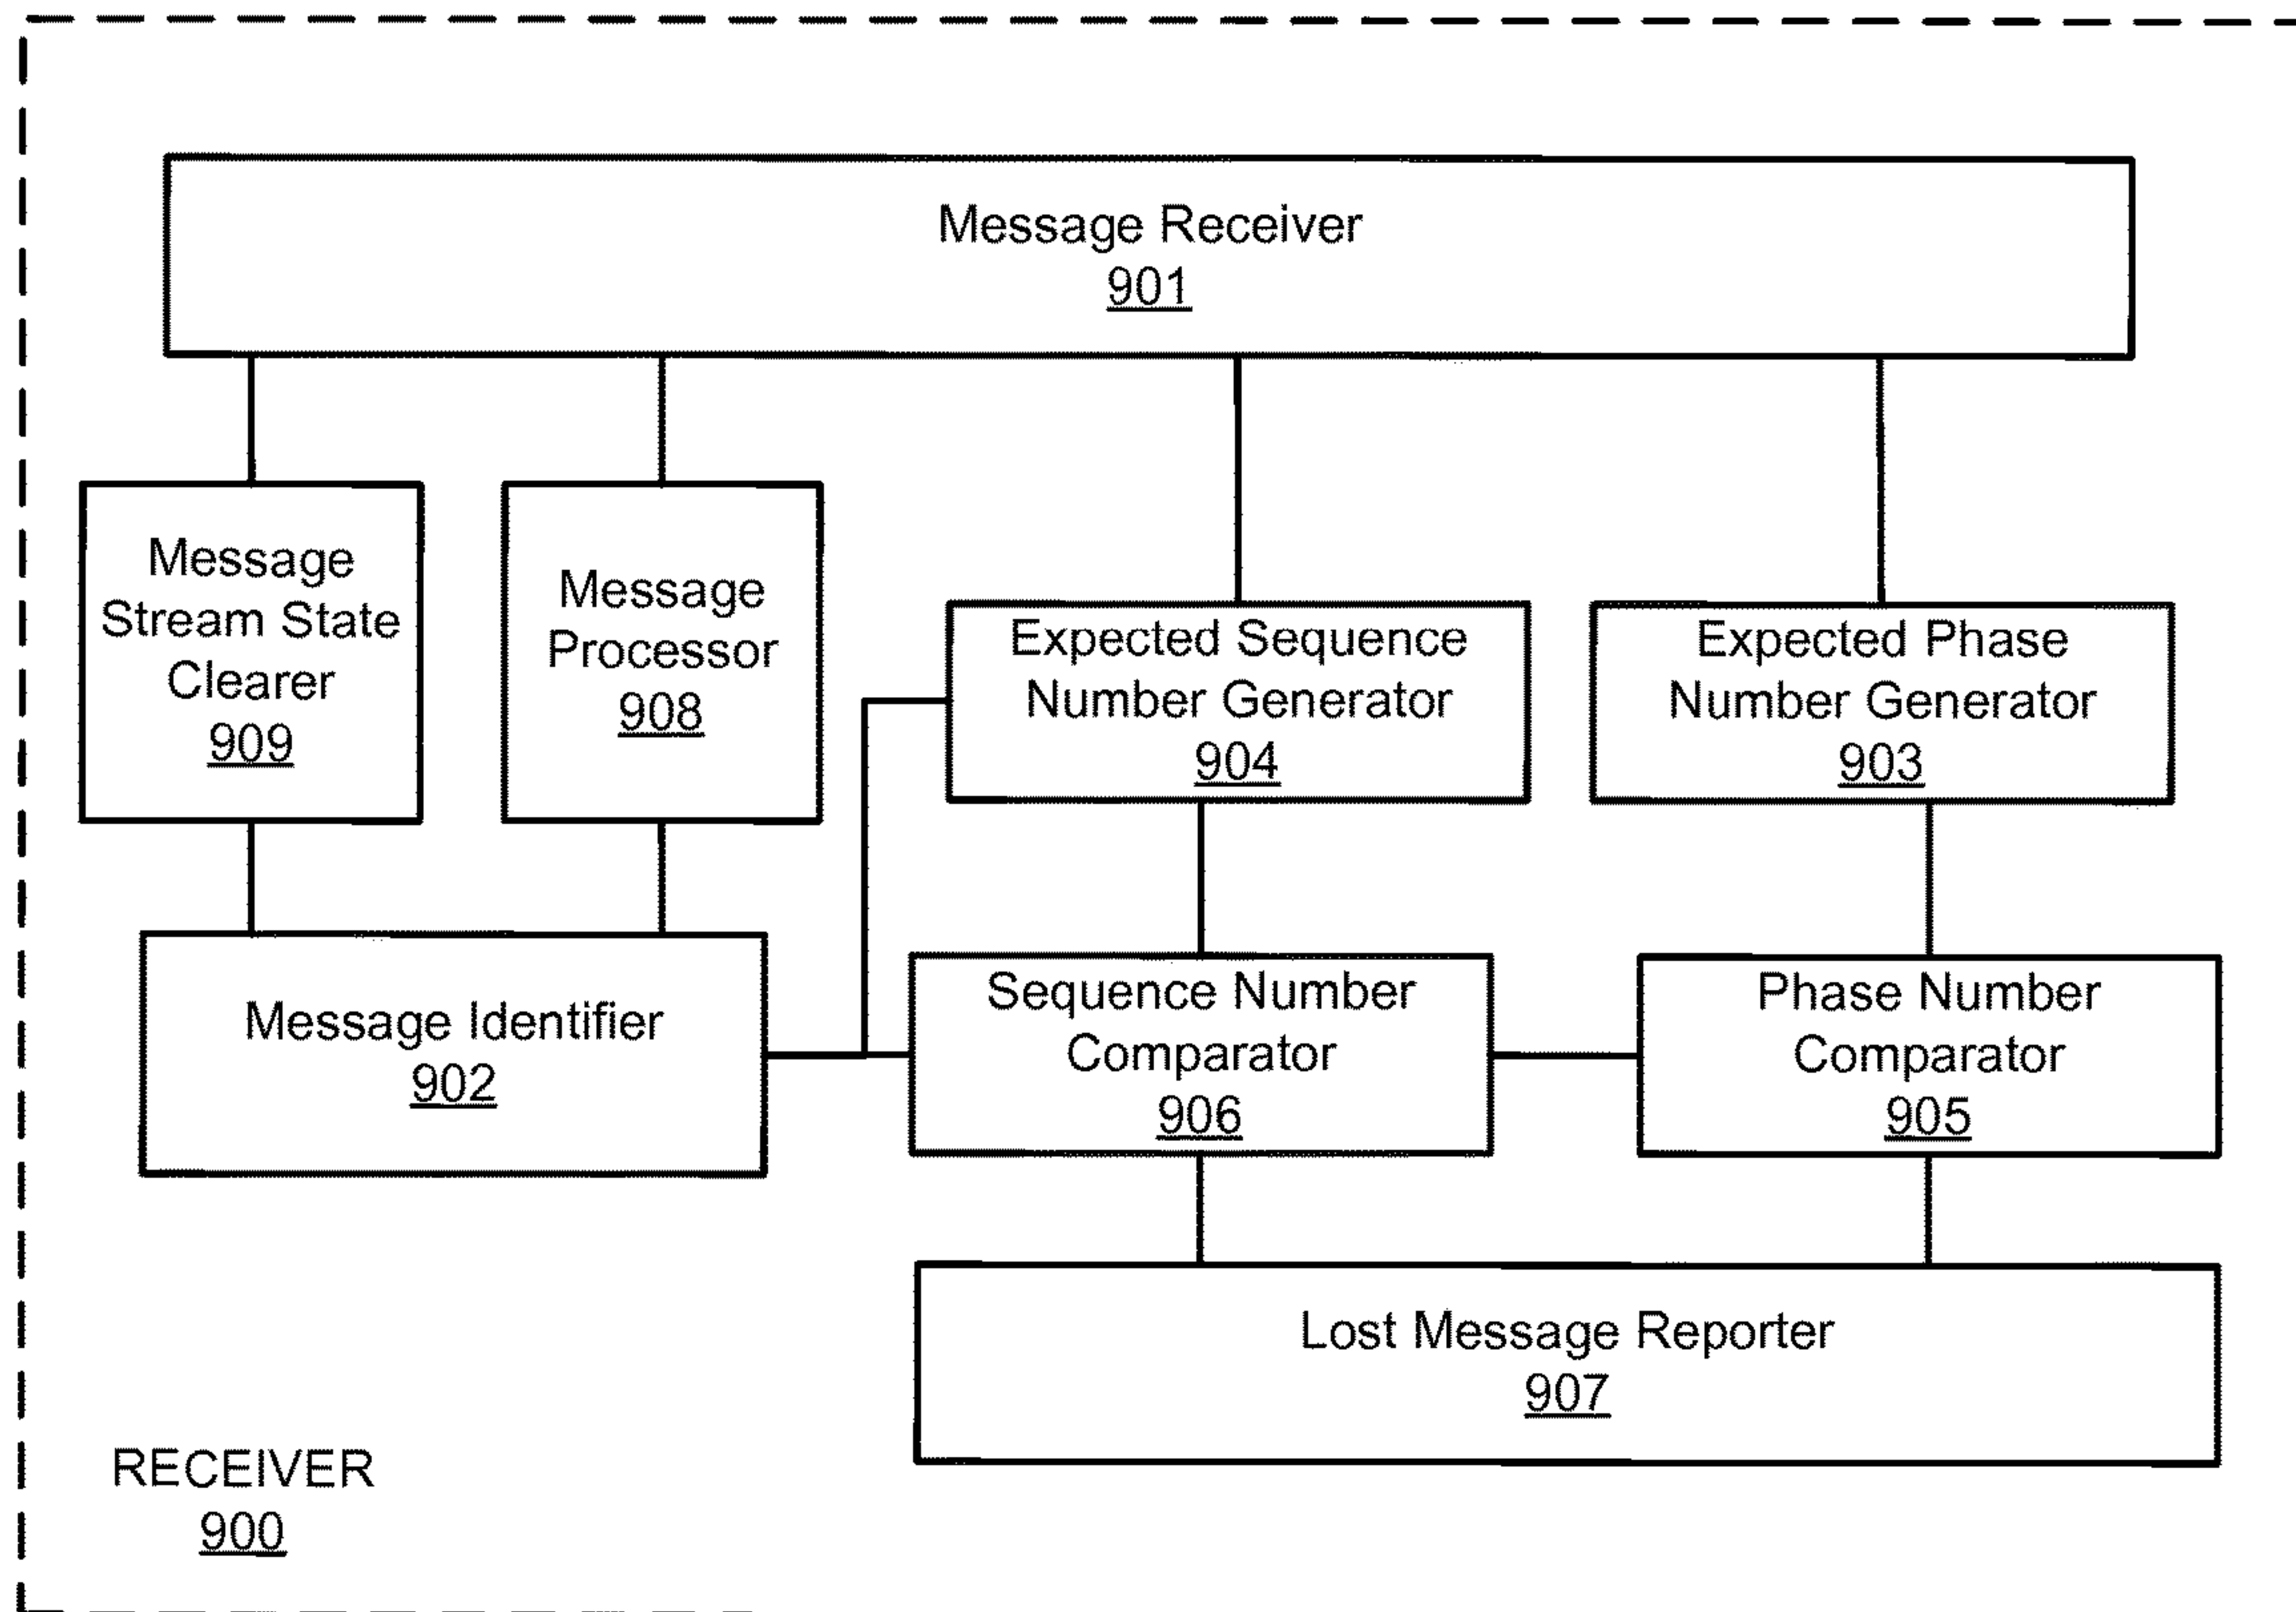 Message Receiver
901
Message
Stream State
Clearer
909
Message
Processor
908
Expected Sequence
Number Generator
904
Expected Phase
Number Generator
903
Message Identifier
902
Sequence Number
Comparator
906
Phase Number
Comparator
905
Lost Message Reporter
907
RECEIVER
900